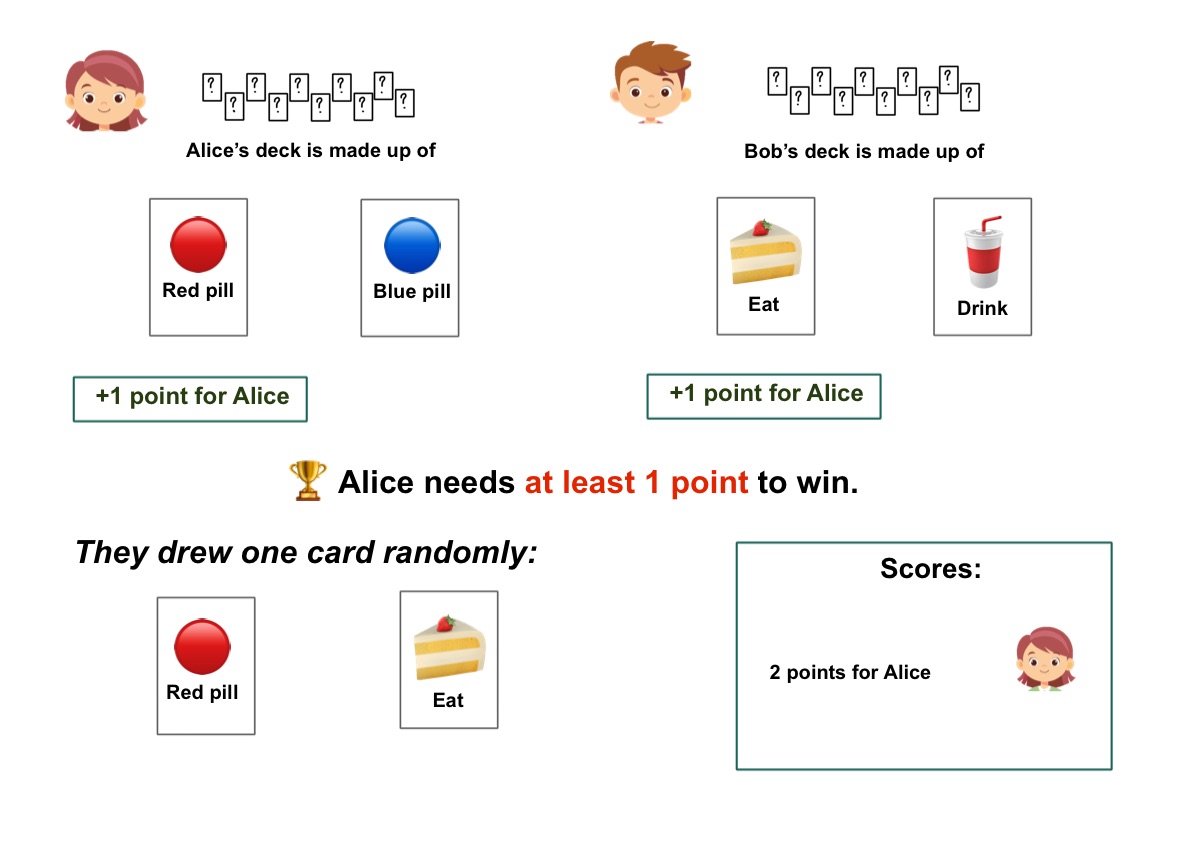 ? ? ? ? ? ? ? ? ? ?
? ? ? ? ? ? ? ? ? ?
Alice's deck is made up of
Bob's deck is made up of
Red pill
Blue pill
Eat
Drink
+1 point for Alice
+1 point for Alice
🏆 Alice needs at least 1 point to win.
They drew one card randomly:
Scores:
Red pill
Eat
2 points for Alice